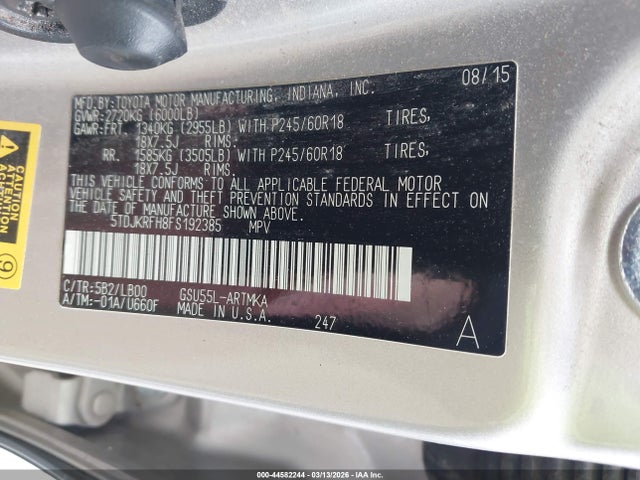 MFD.BY:TOYOTA MOTOR MANUFACTURING, INDIANA, INC. 08/15
GVWR:2720KG (6000LB)
GAWR:FRT. 1340KG (2955LB) WITH P245/60R18 TIRES,
18X7.5J RIMS.
RR. 1585KG (3505LB) WITH P245/60R18 TIRES,
18X7.5J RIMS.
THIS VEHICLE CONFORMS TO ALL APPLICABLE FEDERAL MOTOR
VEHICLE SAFETY AND THEFT PREVENTION STANDARDS IN EFFECT ON
THE DATE OF MANUFACTURE SHOWN ABOVE.
5TDJKRFH8FS192385 MPV
C/TR:5B2/LB00 GSU55L-ARTMKA
A/TM:-01A/U660F MADE IN U.S.A. 247 A
CAUTION
ATTENTION
9
000-44582244 | 03/13/2026 - COPART, INC.